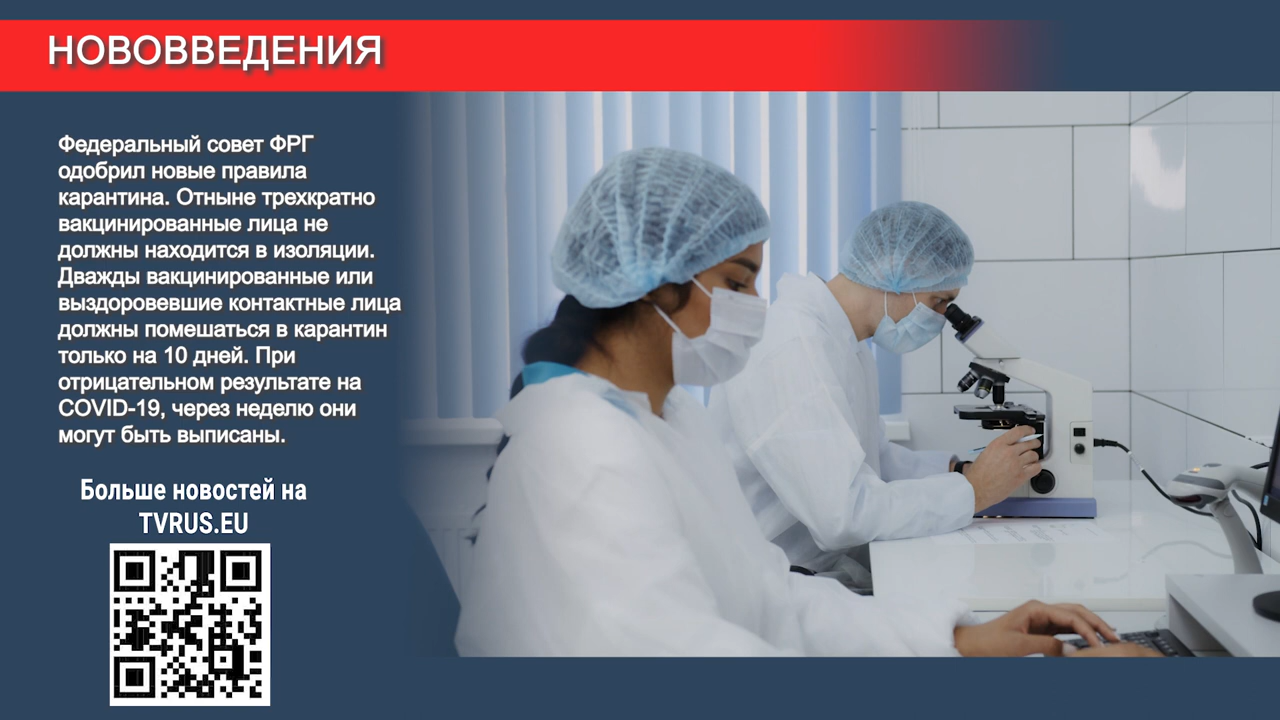 НОВОВВЕДЕНИЯ
Федеральный совет ФРГ
одобрил новые правила
карантина. Отныне трехкратно
вакцинированные лица не
должны находится в изоляции.
Дважды вакцинированные или
выздоровевшие контактные лица
должны помешаться в карантин
только на 10 дней. При
отрицательном результате на
COVID-19, через неделю они
могут быть выписаны.
Больше новостей на
TVRUS.EU